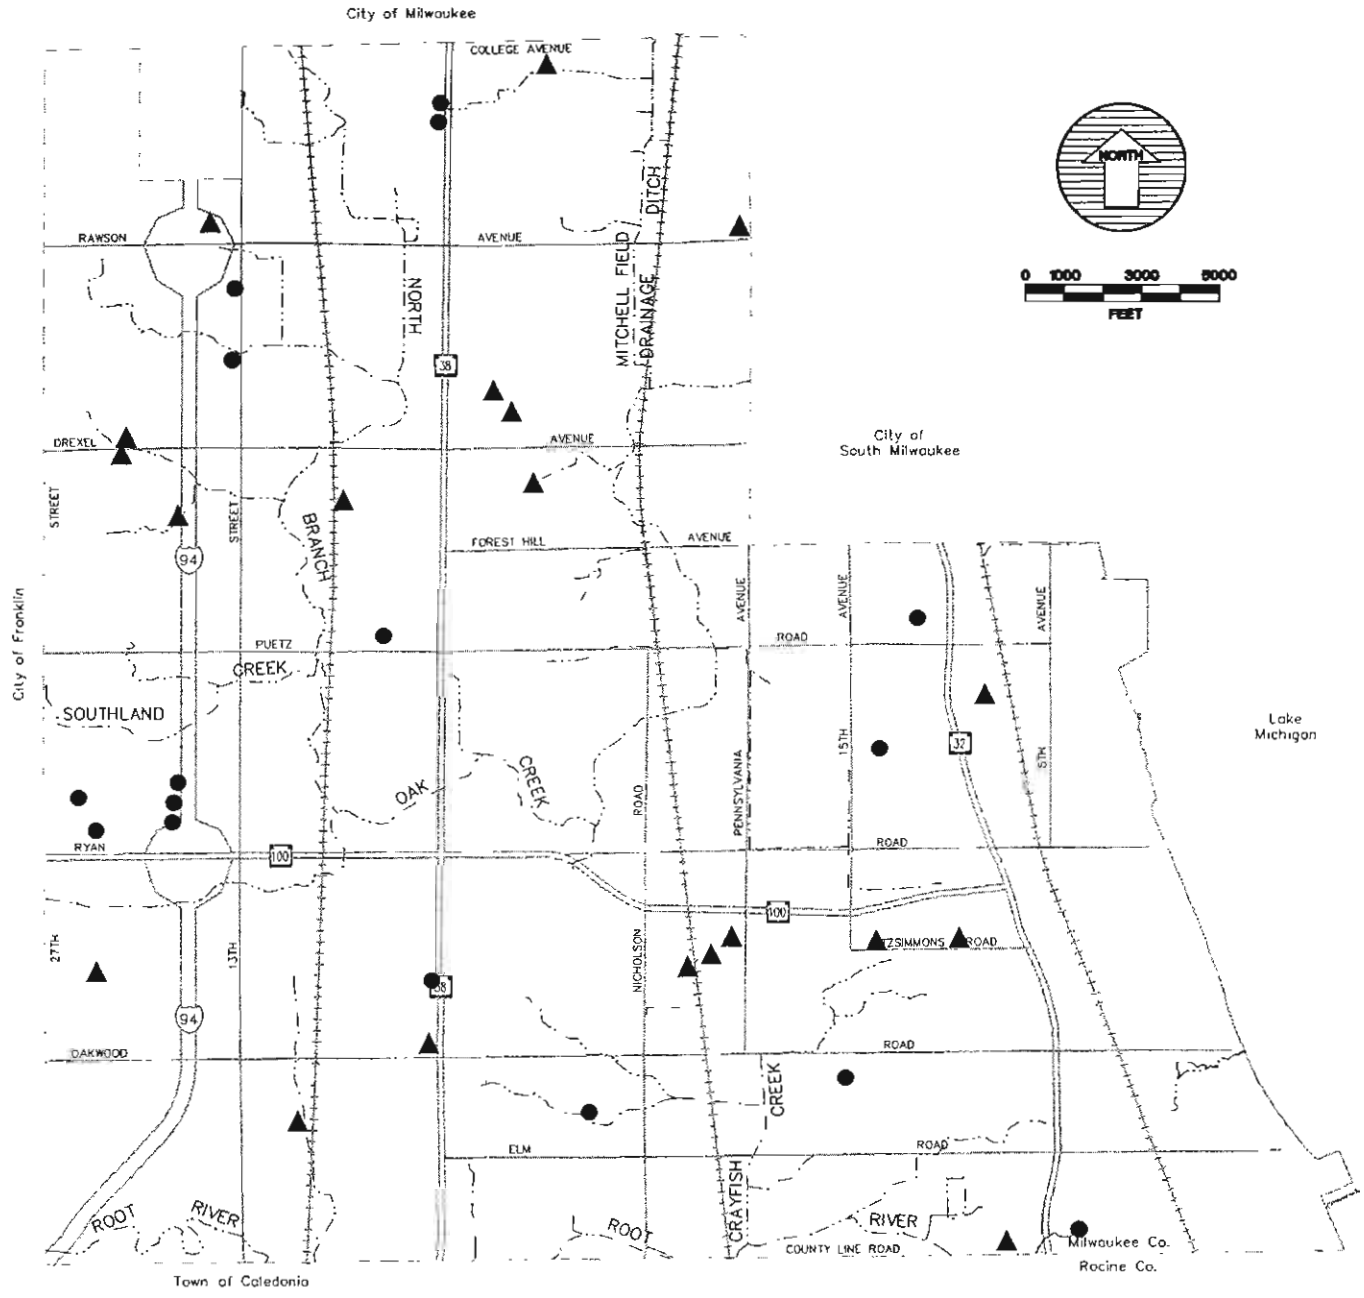 City of Milwaukee
COLLEGE AVENUE
NORTH
0 1000 3000 5000
FEET
RAWSON
AVENUE
MITCHELL FIELD
DRAINAGE DITCH
NORTH
38
DREXEL
AVENUE
City of
South Milwaukee
STREET
STREET
BRANCH
FOREST HILL
AVENUE
94
AVENUE
AVENUE
AVENUE
City of Franklin
PUETZ
ROAD
CREEK
SOUTHLAND
Lake
Michigan
15TH
32
5TH
OAK
CREEK
ROAD
PENNSYLVANIA
RYAN
100
ROAD
100
27TH
13TH
NICHOLSON
TZSIMMONS ROAD
38
94
OAKWOOD
ROAD
CREEK
ELM
ROAD
CRAYFISH
ROOT
RIVER
ROOT
RIVER
COUNTY LINE ROAD
Milwaukee Co.
Racine Co.
Town of Caledonia